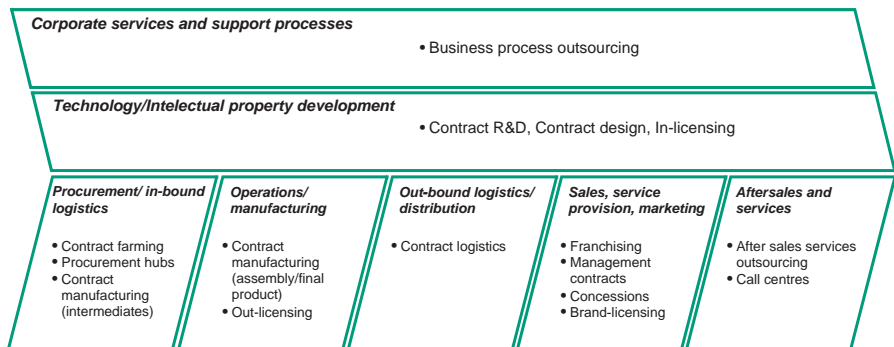 Corporate services and support processes
• Business process outsourcing
Technology/Intelectual property development
• Contract R&D, Contract design, In-licensing
Procurement/ in-bound
logistics
• Contract farming
• Procurement hubs
• Contract
manufacturing
(intermediates)
Operations/
manufacturing
• Contract
manufacturing
(assembly/final
product)
• Out-licensing
Out-bound logistics/
distribution
• Contract logistics
Sales, service
provision, marketing
• Franchising
• Management
contracts
• Concessions
• Brand-licensing
Aftersales and
services
• After sales services
outsourcing
• Call centres